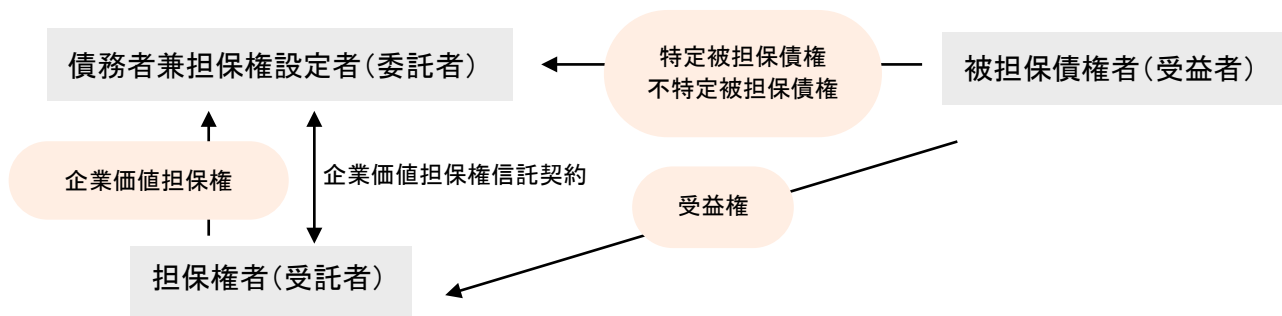 債務者兼担保権設定者(委託者)
特定被担保債権
不特定被担保債権
被担保債権者(受益者)
企業価値担保権
企業価値担保権信託契約
受益権
担保権者(受託者)